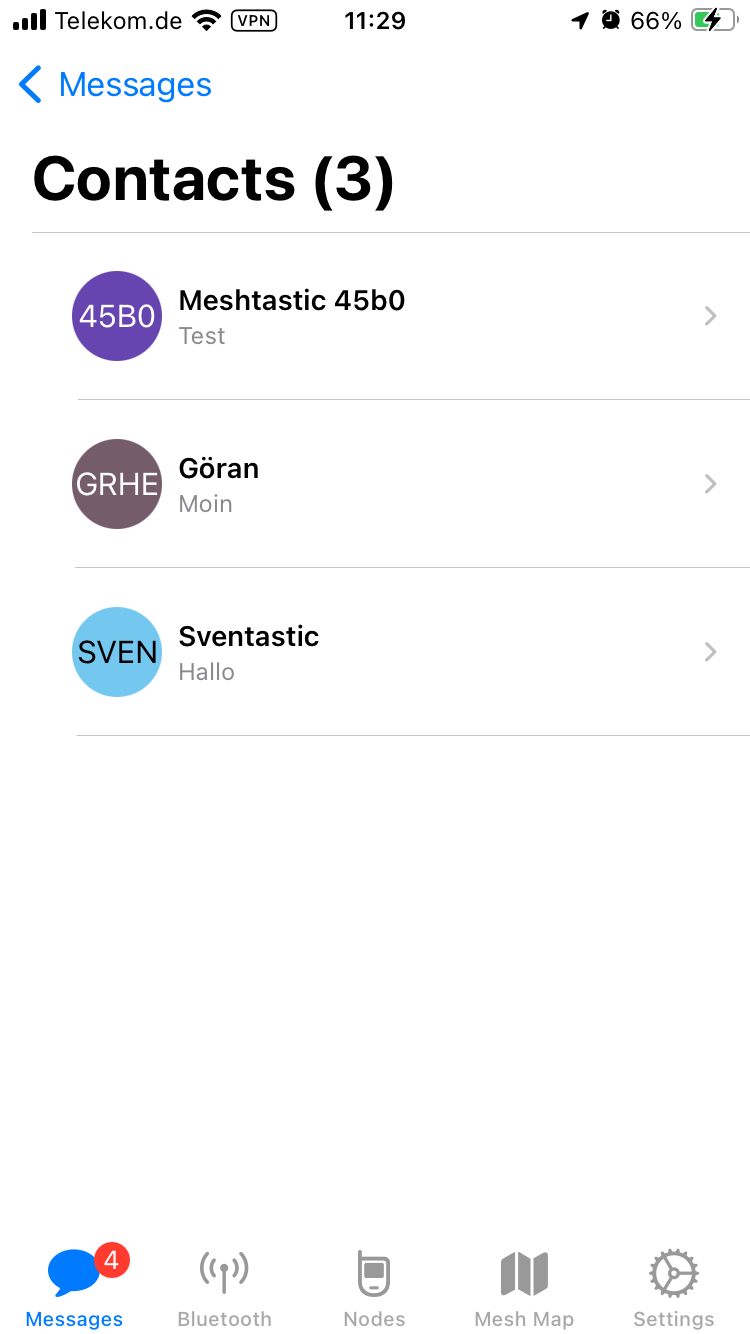 Telekom.de VPN 11:29 66%
Messages
Contacts (3)
45B0 Meshtastic 45b0
Test
GRHE Göran
Moin
SVEN Sventastic
Hallo
4
Messages Bluetooth Nodes Mesh Map Settings